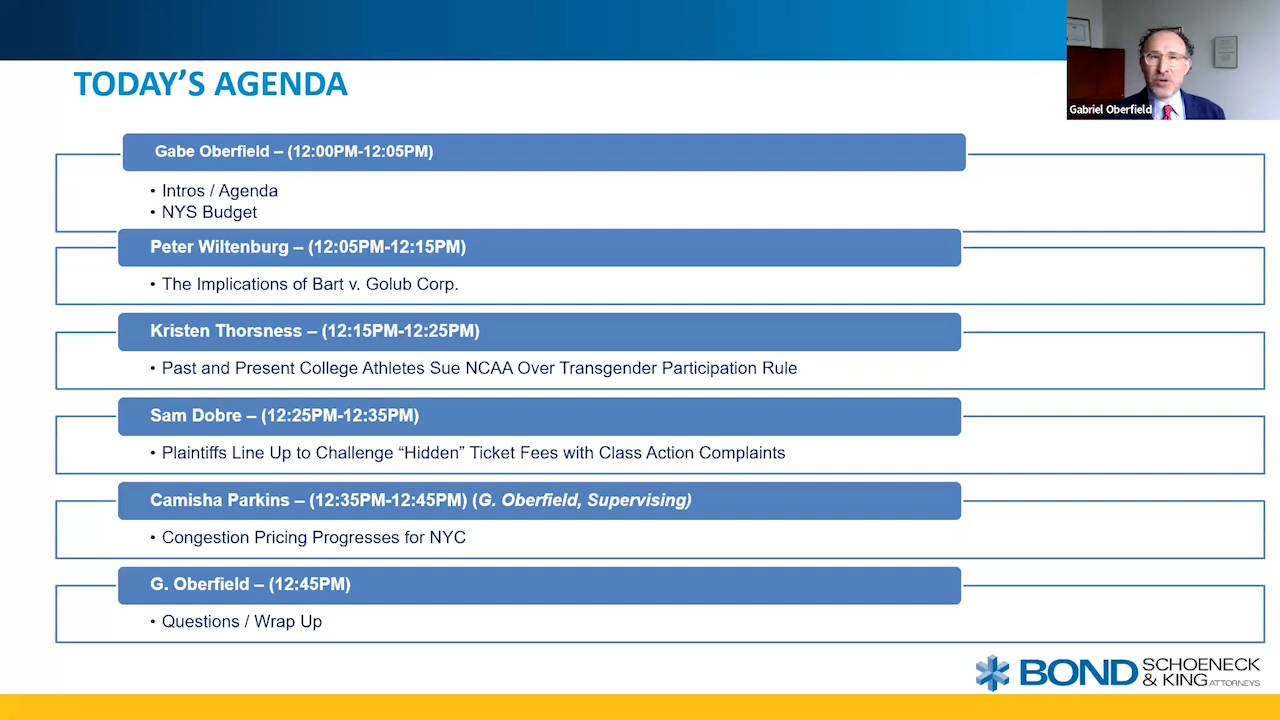 TODAY'S AGENDA
Gabriel Oberfield
Gabe Oberfield – (12:00PM-12:05PM)
• Intros / Agenda
• NYS Budget
Peter Wiltenburg – (12:05PM-12:15PM)
• The Implications of Bart v. Golub Corp.
Kristen Thorsness – (12:15PM-12:25PM)
• Past and Present College Athletes Sue NCAA Over Transgender Participation Rule
Sam Dobre – (12:25PM-12:35PM)
• Plaintiffs Line Up to Challenge “Hidden” Ticket Fees with Class Action Complaints
Camisha Parkins – (12:35PM-12:45PM) (G. Oberfield, Supervising)
• Congestion Pricing Progresses for NYC
G. Oberfield – (12:45PM)
• Questions / Wrap Up
BOND SCHOENECK
& KING ATTORNEYS